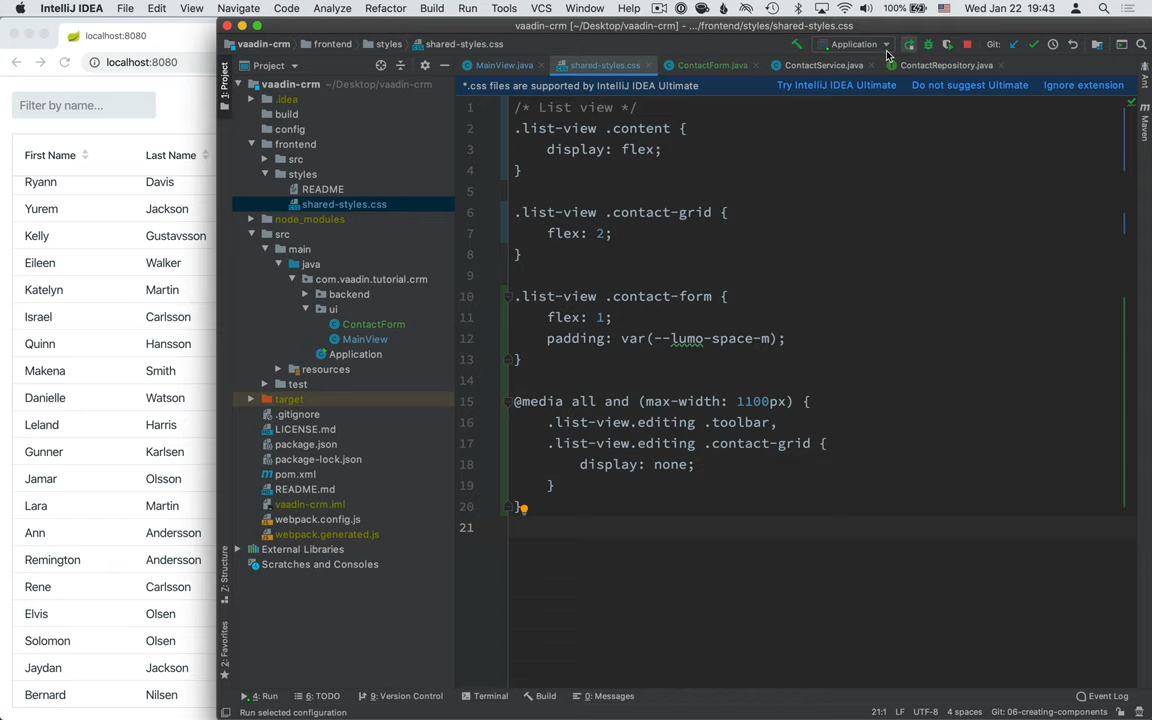 IntelliJ IDEA File Edit View Navigate Code Analyze Refactor Build Run Tools VCS Window Help 100% Wed Jan 22 19:43
vaadin-crm [~/Desktop/vaadin-crm] - .../frontend/styles/shared-styles.css
localhost:8080
vaadin-crm frontend styles shared-styles.css Application Git:
localhost:8080
Project MainView.java shared-styles.css ContactForm.java ContactService.java ContactRepository.java
*.css files are supported by IntelliJ IDEA Ultimate Try IntelliJ IDEA Ultimate Do not suggest Ultimate Ignore extension
Filter by name...
First Name Last Name
Ryann Davis
Yurem Jackson
Kelly Gustavsson
Eileen Walker
Katelyn Martin
Israel Carlsson
Quinn Hansson
Makena Smith
Danielle Watson
Leland Harris
Gunner Karlsen
Jamar Olsson
Lara Martin
Ann Andersson
Remington Andersson
Rene Carlsson
Elvis Olsen
Solomon Olsen
Jaydan Jackson
Bernard Nilsen
1: Project
7: Structure
2: Favorites
vaadin-crm ~/Desktop/vaadin-crm
.idea
build
config
frontend
src
styles
README
shared-styles.css
node_modules
src
main
java
com.vaadin.tutorial.crm
backend
ui
ContactForm
MainView
Application
resources
test
target
.gitignore
LICENSE.md
package.json
package-lock.json
pom.xml
README.md
vaadin-crm.iml
webpack.config.js
webpack.generated.js
External Libraries
Scratches and Consoles
1 /* List view */
2 .list-view .content {
3 display: flex;
4 }
5
6 .list-view .contact-grid {
7 flex: 2;
8 }
9
10 .list-view .contact-form {
11 flex: 1;
12 padding: var(--lumo-space-m);
13 }
14
15 @media all and (max-width: 1100px) {
16 .list-view.editing .toolbar,
17 .list-view.editing .contact-grid {
18 display: none;
19 }
20 }
21
Ant
m Maven
4: Run 6: TODO 9: Version Control Terminal Build 0: Messages Event Log
Run selected configuration 21:1 LF UTF-8 4 spaces Git: 06-creating-components